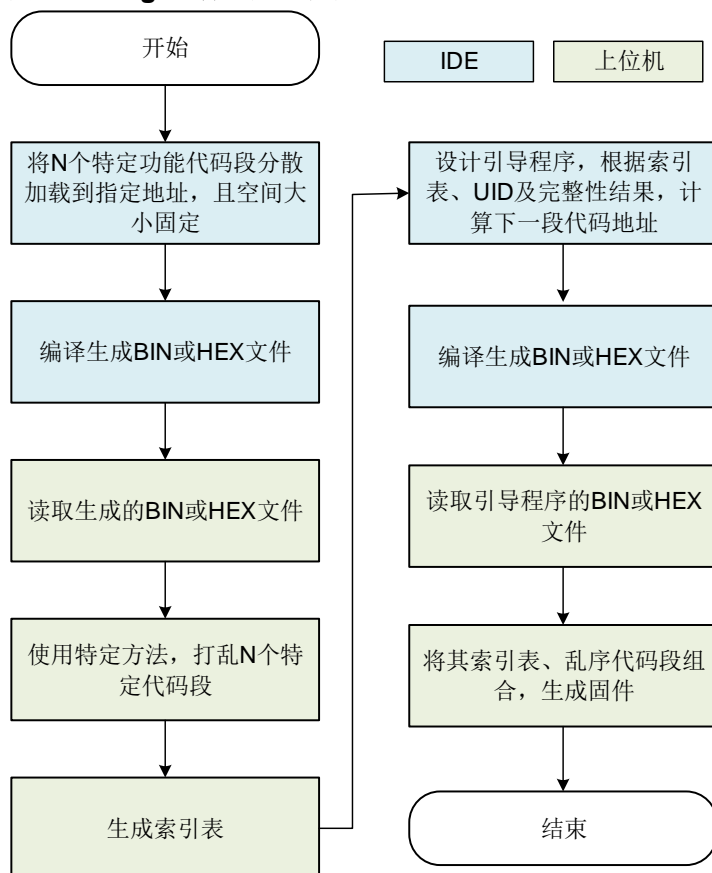 开始
IDE
上位机
将N个特定功能代码段分散
加载到指定地址，且空间大
小固定
编译生成BIN或HEX文件
读取生成的BIN或HEX文件
使用特定方法，打乱N个特
定代码段
生成索引表
设计引导程序，根据索引
表、UID及完整性结果，计
算下一段代码地址
编译生成BIN或HEX文件
读取引导程序的BIN或HEX
文件
将其索引表、乱序代码段组
合，生成固件
结束